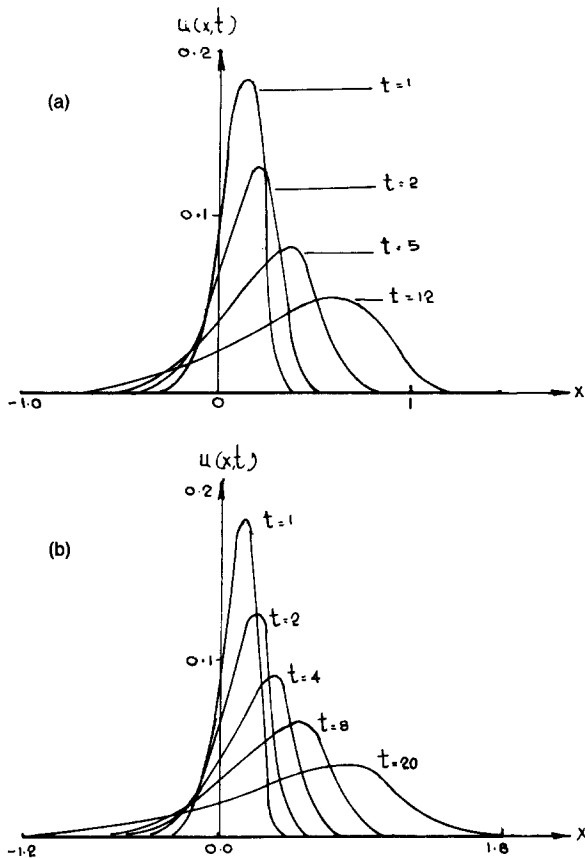 u(x,t)
0.2
(a)
t=1
t=2
0.1
t=5
t=12
-1.0
0
1
x
u(x,t)
0.2
(b)
t=1
t=2
0.1
t=4
t=8
t=20
-1.2
0.0
1.8
x